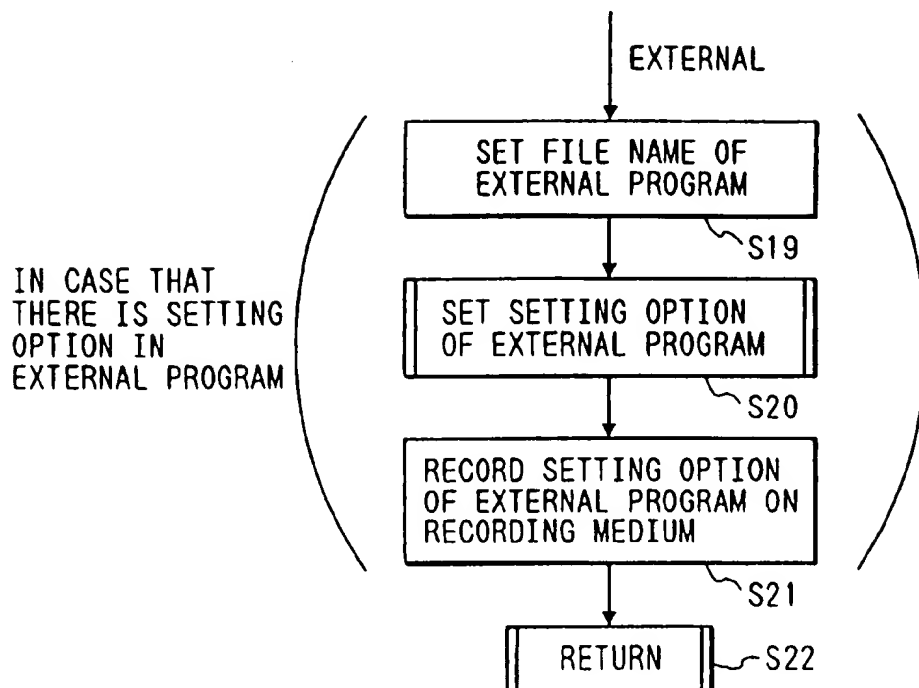 EXTERNAL
SET FILE NAME OF
EXTERNAL PROGRAM
S19
IN CASE THAT
THERE IS SETTING
OPTION IN
EXTERNAL PROGRAM
SET SETTING OPTION
OF EXTERNAL PROGRAM
S20
RECORD SETTING OPTION
OF EXTERNAL PROGRAM ON
RECORDING MEDIUM
S21
RETURN
S22